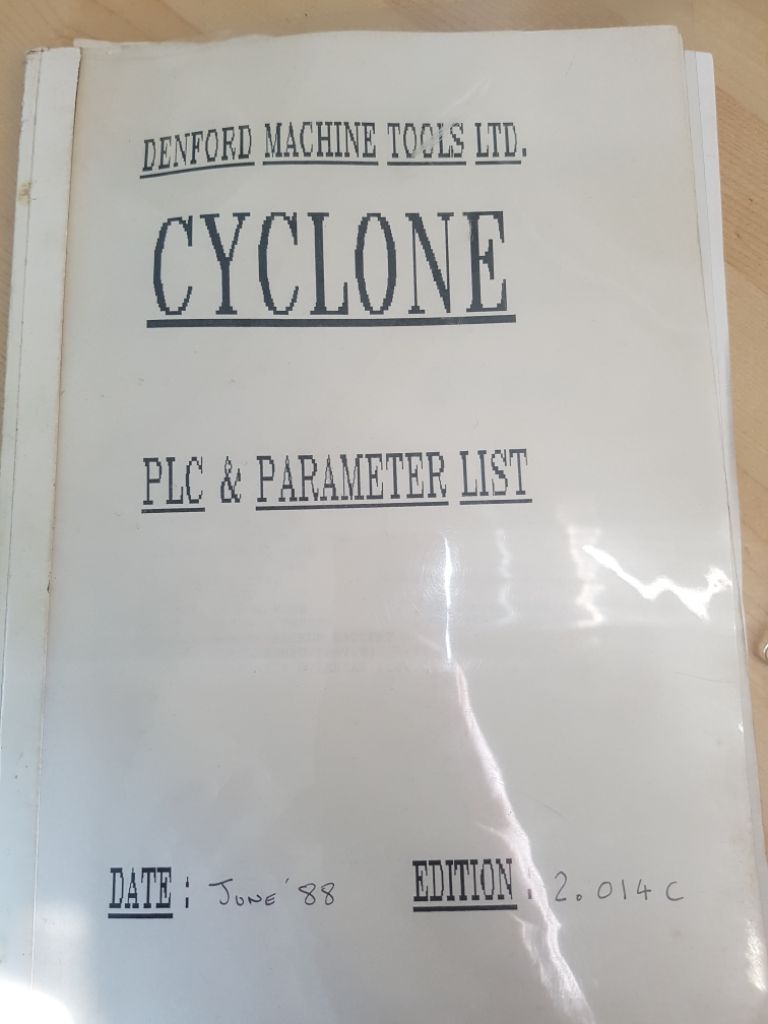 DENFORD MACHINE TOOLS LTD.
CYCLONE
PLC & PARAMETER LIST
DATE : JUNE '88 EDITION : 2.014C